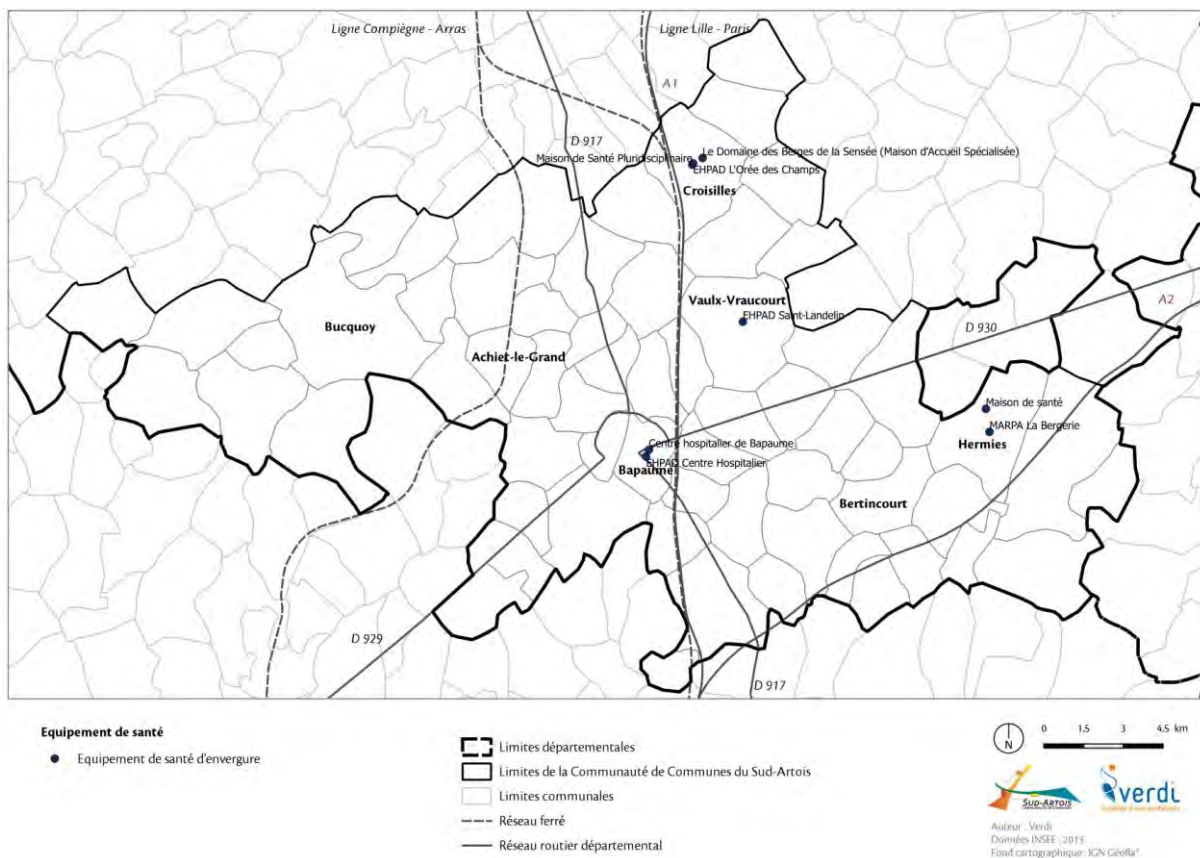 Ligne Compiègne - Arras
Ligne Lille - Paris
A1
D 917
Le Domaine des Berges de la Sensée (Maison d'Accueil Spécialisée)
Maison de Santé Pluridisciplinaire
EHPAD L'Orée des Champs
Croisilles
Vaulx-Vraucourt
EHPAD Saint-Landelin
A2
D 930
Bucquoy
Achiet-le-Grand
Maison de santé
MARPA La Bergerie
Hermies
Centre hospitalier de Bapaume
EHPAD Centre Hospitalier
Bapaume
Bertincourt
D 929
D 917
Equipement de santé
Equipement de santé d'envergure
Limites départementales
Limites de la Communauté de Communes du Sud-Artois
Limites communales
Réseau ferré
Réseau routier départemental
N
0 1.5 3 4.5 km
SUD-ARTOIS
verdi
Auteur : Verdi
Données INSEE : 2013
Fond cartographique: IGN Géofla*